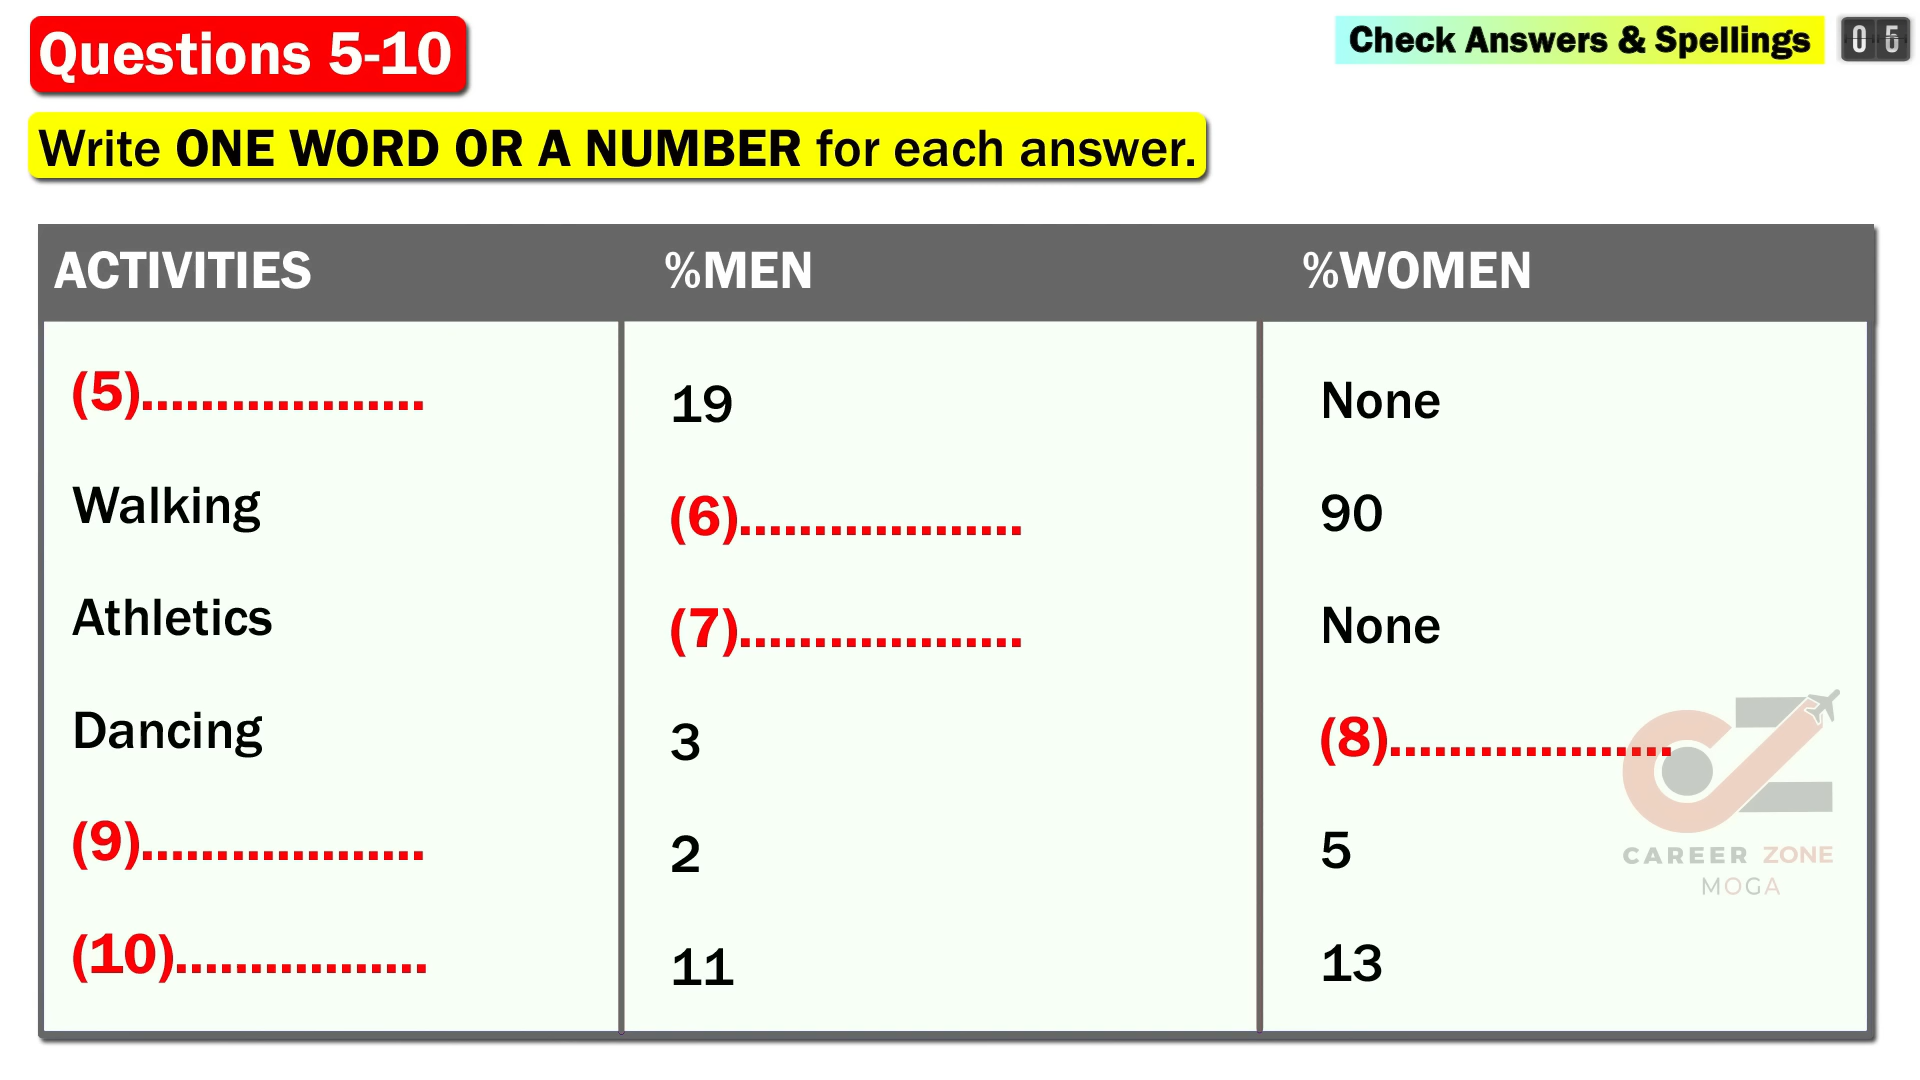 Questions 5-10
Check Answers & Spellings 05
Write ONE WORD OR A NUMBER for each answer.
ACTIVITIES %MEN %WOMEN
(5)................... 19 None
Walking (6)................... 90
Athletics (7)................... None
Dancing 3 (8)...................
(9)................... 2 5
(10)................. 11 13
CAREER ZONE
MOGA